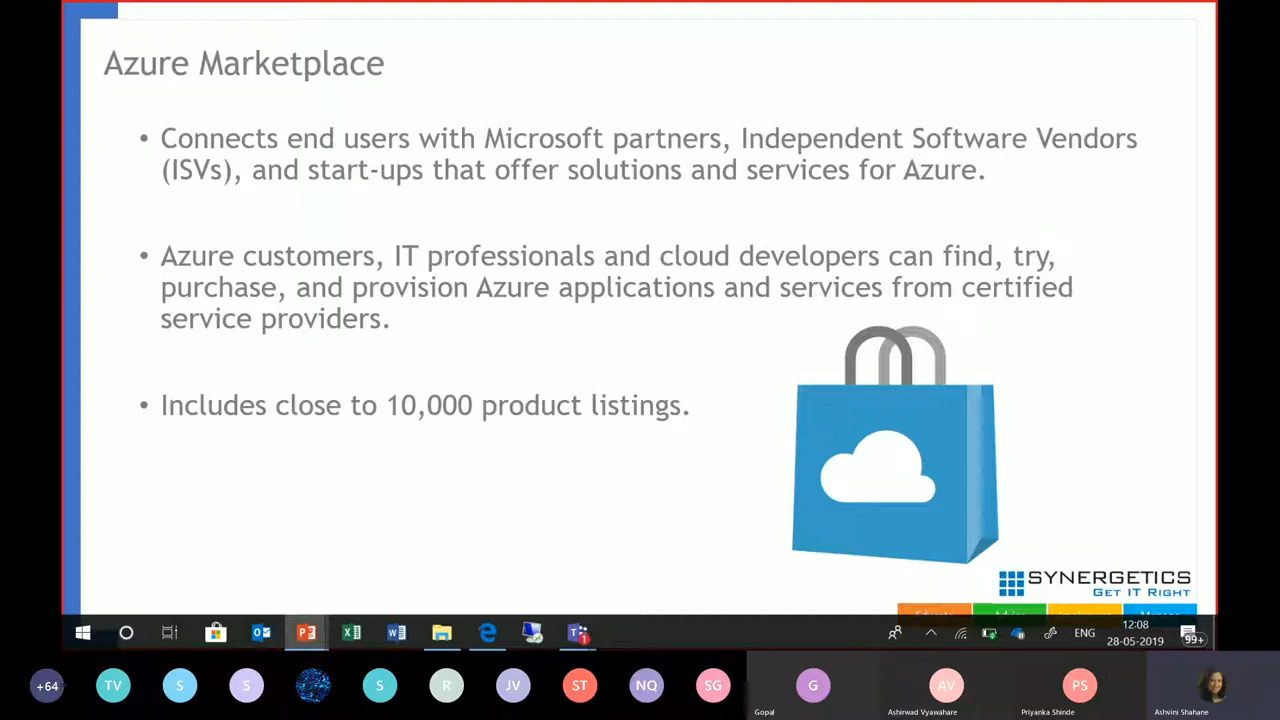 Azure Marketplace
• Connects end users with Microsoft partners, Independent Software Vendors
(ISVs), and start-ups that offer solutions and services for Azure.
• Azure customers, IT professionals and cloud developers can find, try,
purchase, and provision Azure applications and services from certified
service providers.
• Includes close to 10,000 product listings.
SYNERGETICS
GET IT RIGHT
12:08
ENG
28-05-2019
99+
+64
TV
S
S
S
R
JV
ST
NQ
SG
G
AV
PS
Gopal
Ashirwad Vyawahare
Priyanka Shinde
Ashvini Shahane